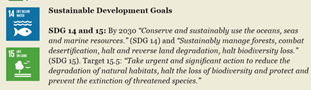 14 LIFE BELOW WATER
15 LIFE ON LAND
Sustainable Development Goals
SDG 14 and 15: By 2030 “Conserve and sustainably use the oceans, seas
and marine resources.” (SDG 14) and “Sustainably manage forests, combat
desertification, halt and reverse land degradation, halt biodiversity loss.”
(SDG 15). Target 15.5: “Take urgent and significant action to reduce the
degradation of natural habitats, halt the loss of biodiversity and protect and
prevent the extinction of threatened species.”